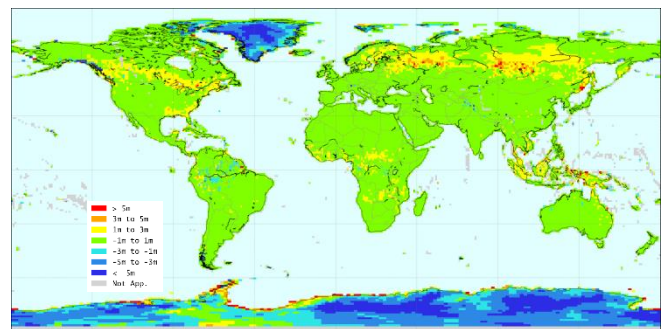 > 5m
3m to 5m
1m to 3m
-1m to 1m
-3m to -1m
-5m to -3m
< 5m
Not App.